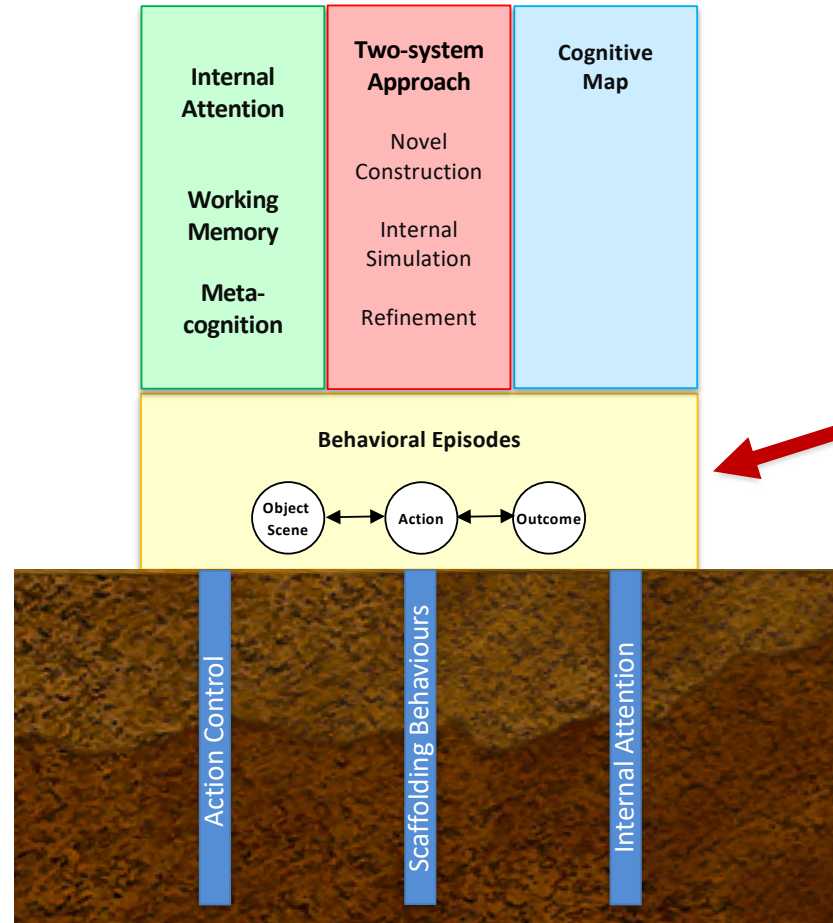 Internal
Attention
Working
Memory
Meta-
cognition
Two-system
Approach
Novel
Construction
Internal
Simulation
Refinement
Cognitive
Map
Behavioral Episodes
Object
Scene
Action
Outcome
Action Control
Scaffolding Behaviours
Internal Attention